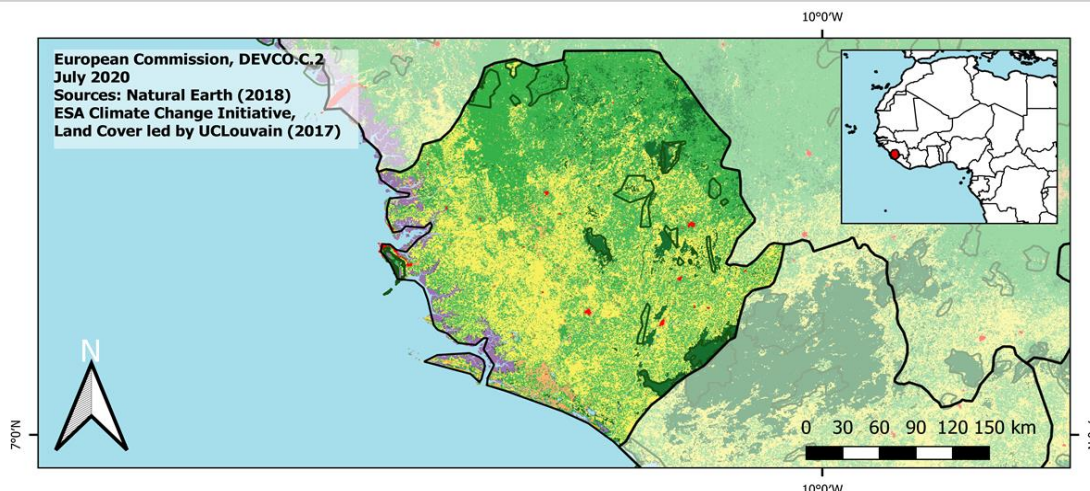 10°0'W
European Commission, DEVCO.C.2
July 2020
Sources: Natural Earth (2018)
ESA Climate Change Initiative,
Land Cover led by UCLouvain (2017)
N
7°0'N
0 30 60 90 120 150 km
10°0'W